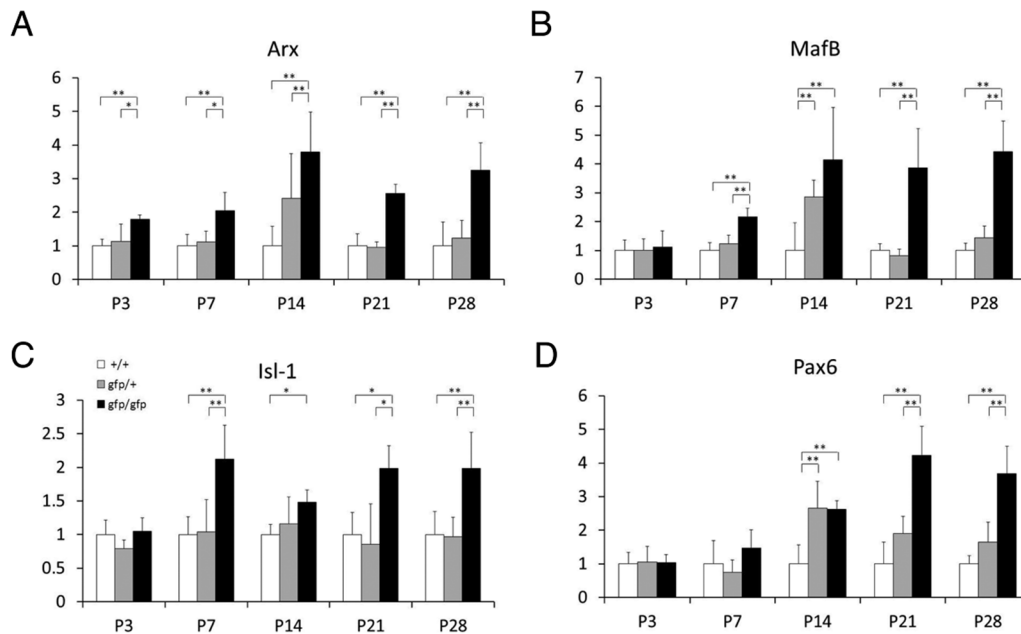 A
Arx
6
5
4
3
2
1
0
** * ** * ** ** ** ** ** **
P3 P7 P14 P21 P28
B
MafB
7
6
5
4
3
2
1
0
** ** ** ** ** ** ** **
P3 P7 P14 P21 P28
C
Isl-1
+/+
gfp/+
gfp/gfp
3
2.5
2
1.5
1
0.5
0
** ** * * * ** **
P3 P7 P14 P21 P28
D
Pax6
6
5
4
3
2
1
0
** ** ** ** ** **
P3 P7 P14 P21 P28